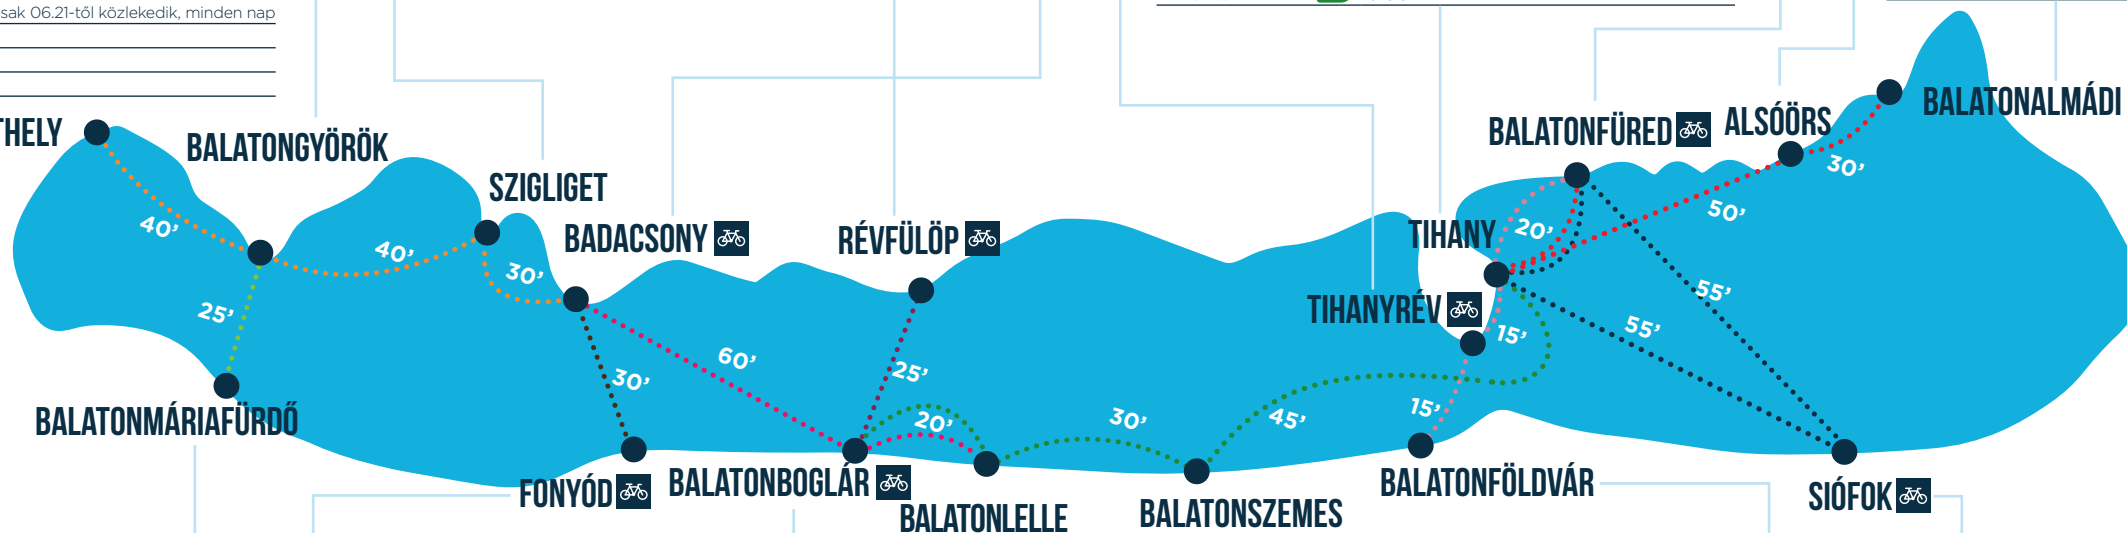 sak 06.21-től közlekedik, minden nap
THELY
BALATONGYÖRÖK
SZIGLIGET
BADACSONY
RÉVFÜLÖP
TIHANY
TIHANYRÉV
BALATONFÜRED
ALSÓÖRS
BALATONALMÁDI
40’
40’
30’
25’
60’
30’
25’
20’
30’
45’
15’
15’
20’
50’
30’
55’
55’
BALATONMÁRIAFÜRDŐ
FONYÓD
BALATONBOGLÁR
BALATONLELLE
BALATONSZEMES
BALATONFÖLDVÁR
SIÓFOK